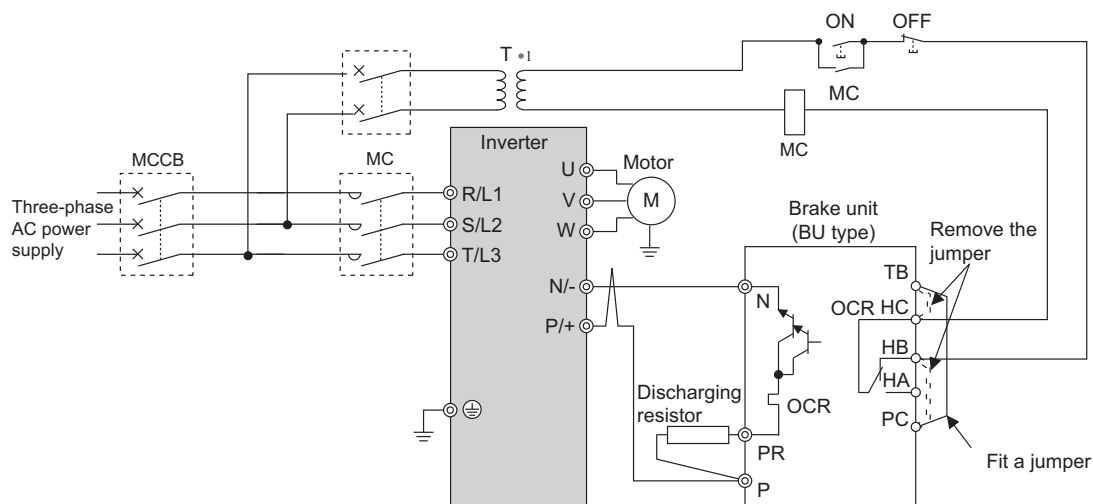 ON
OFF
T *1
MC
MC
Inverter
MCCB
MC
Three-phase
AC power
supply
R/L1
S/L2
T/L3
U
V
W
Motor
M
N/-
P/+
Brake unit
(BU type)
Remove the
jumper
TB
N
OCR
HC
HB
HA
PC
Discharging
resistor
OCR
PR
P
Fit a jumper